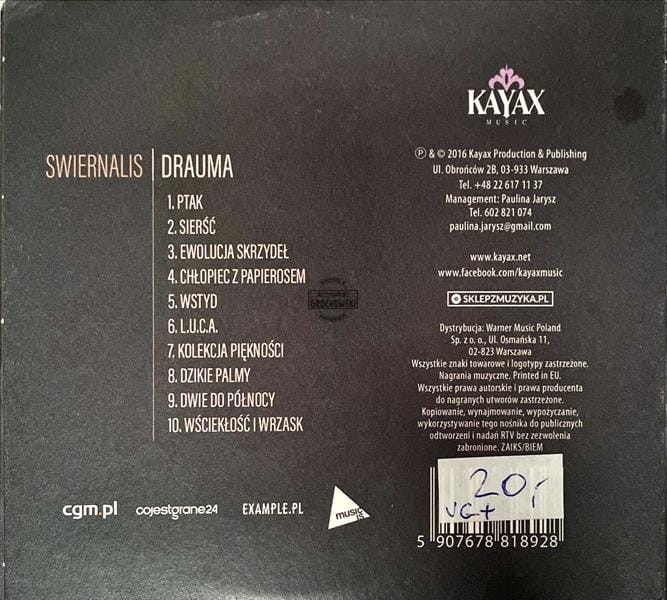 SWIERNALIS
DRAUMA
1. PTAK
2. SIERŚĆ
3. EWOLUCJA SKRZYDEŁ
4. CHŁOPIEC Z PAPIEROSEM
5. WSTYD
6. L.U.C.A.
7. KOLEKCJA PIĘKNOŚCI
8. DZIKIE PALMY
9. DWIE DO PÓŁNOCY
10. WŚCIEKŁOŚĆ I WRZASK
GROCHOWSKI
cgm.pl
cojestgrane24
EXAMPLE.PL
music is
KAYAX
MUSIC
Ⓟ & © 2016 Kayax Production & Publishing
Ul. Obrońców 2B, 03-933 Warszawa
Tel. +48 22 617 11 37
Management: Paulina Jarysz
Tel. 602 821 074
paulina.jarysz@gmail.com
www.kayax.net
www.facebook.com/kayaxmusic
SKLEPZMUZYKA.PL
Dystrybucja: Warner Music Poland
Sp. z o. o., Ul. Osmańska 11,
02-823 Warszawa
Wszystkie znaki towarowe i logotypy zastrzeżone.
Nagrania muzyczne. Printed in EU.
Wszystkie prawa autorskie i prawa producenta
do nagranych utworów zastrzeżone.
Kopiowanie, wynajmowanie, wypożyczanie,
wykorzystywanie tego nośnika do publicznych
odtworzeń i nadań RTV bez zezwolenia
zabronione. ZAIKS/BIEM
20,-
VG+
5 907678 818928